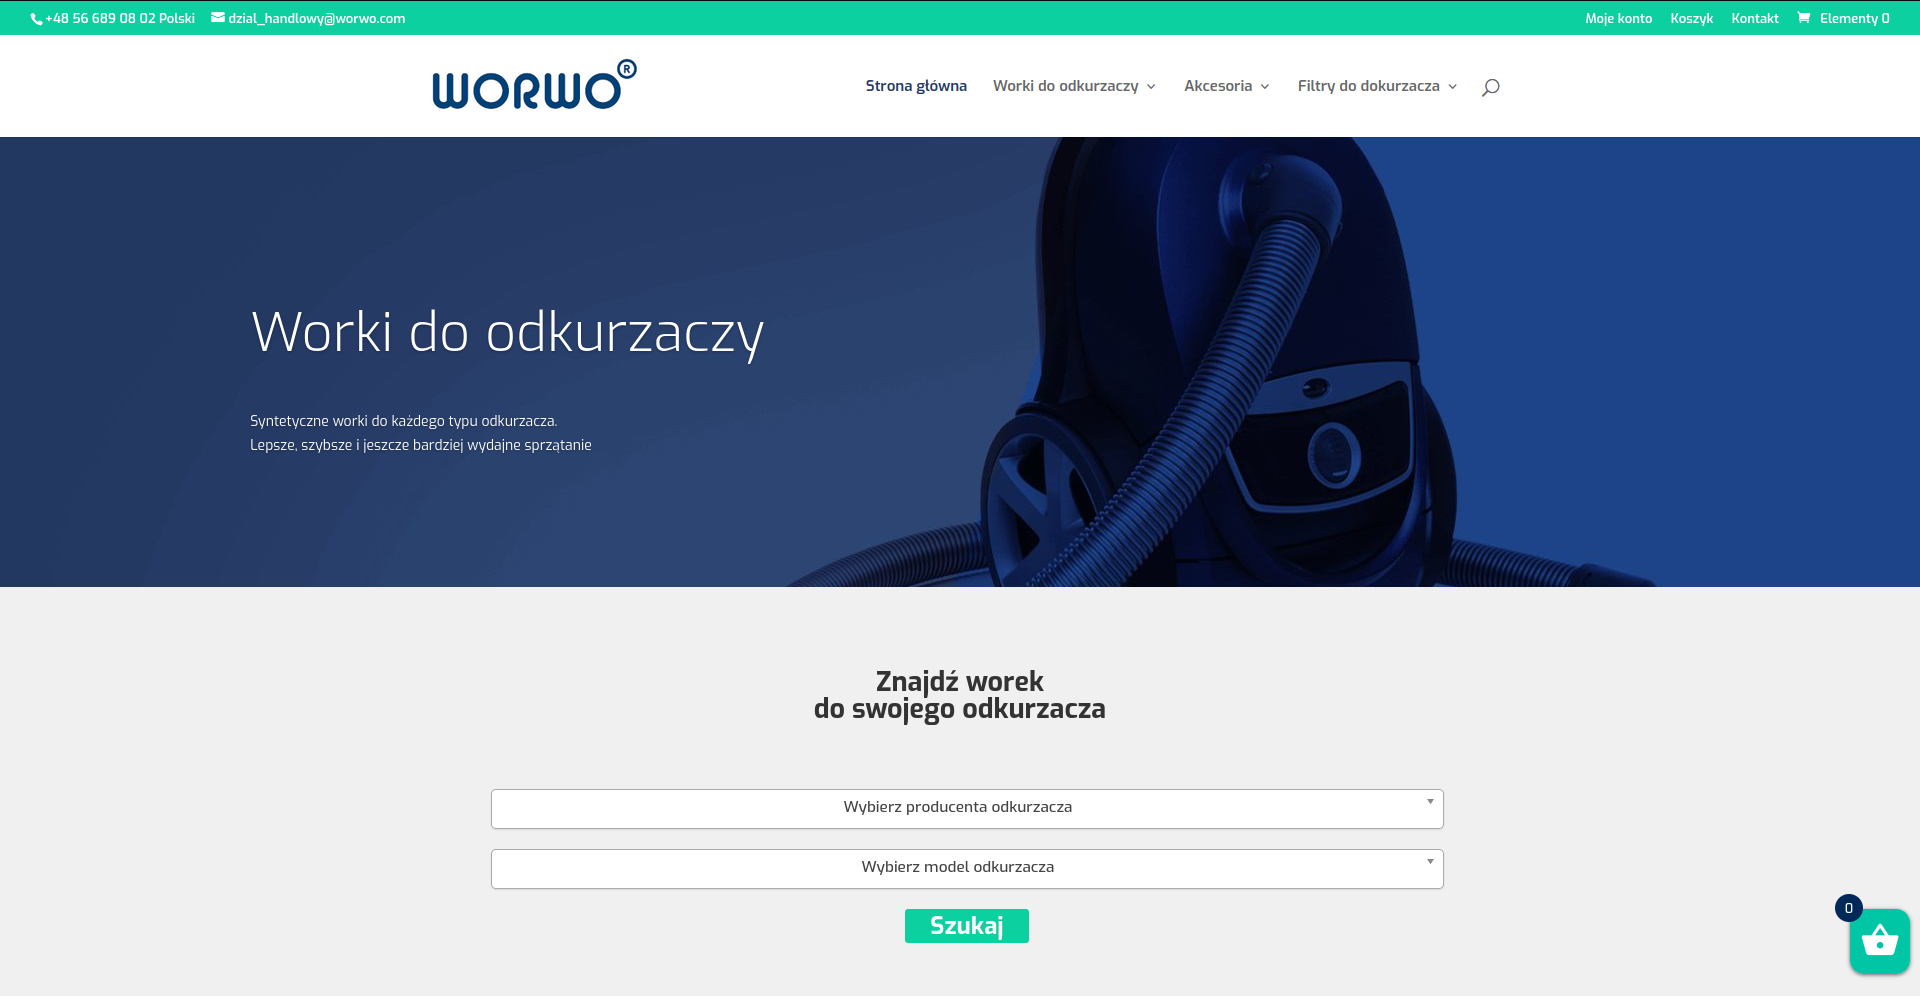 +48 56 689 08 02 Polski
dzial_handlowy@worwo.com
Moje konto
Koszyk
Kontakt
Elementy 0
WORWO®
Strona główna
Worki do odkurzaczy
Akcesoria
Filtry do dokurzacza
Worki do odkurzaczy
Syntetyczne worki do każdego typu odkurzacza.
Lepsze, szybsze i jeszcze bardziej wydajne sprzątanie
Znajdź worek
do swojego odkurzacza
Wybierz producenta odkurzacza
Wybierz model odkurzacza
Szukaj
0